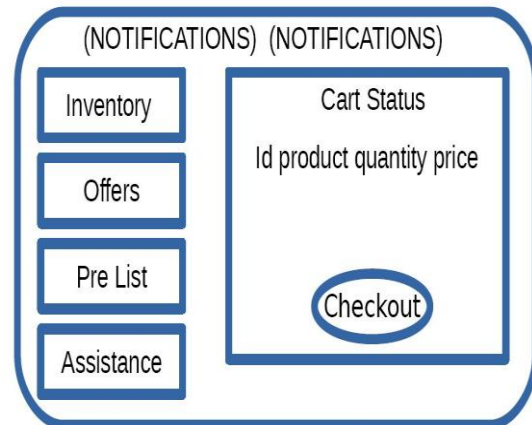 (NOTIFICATIONS) (NOTIFICATIONS)
Inventory
Offers
Pre List
Assistance
Cart Status
Id product quantity price
Checkout